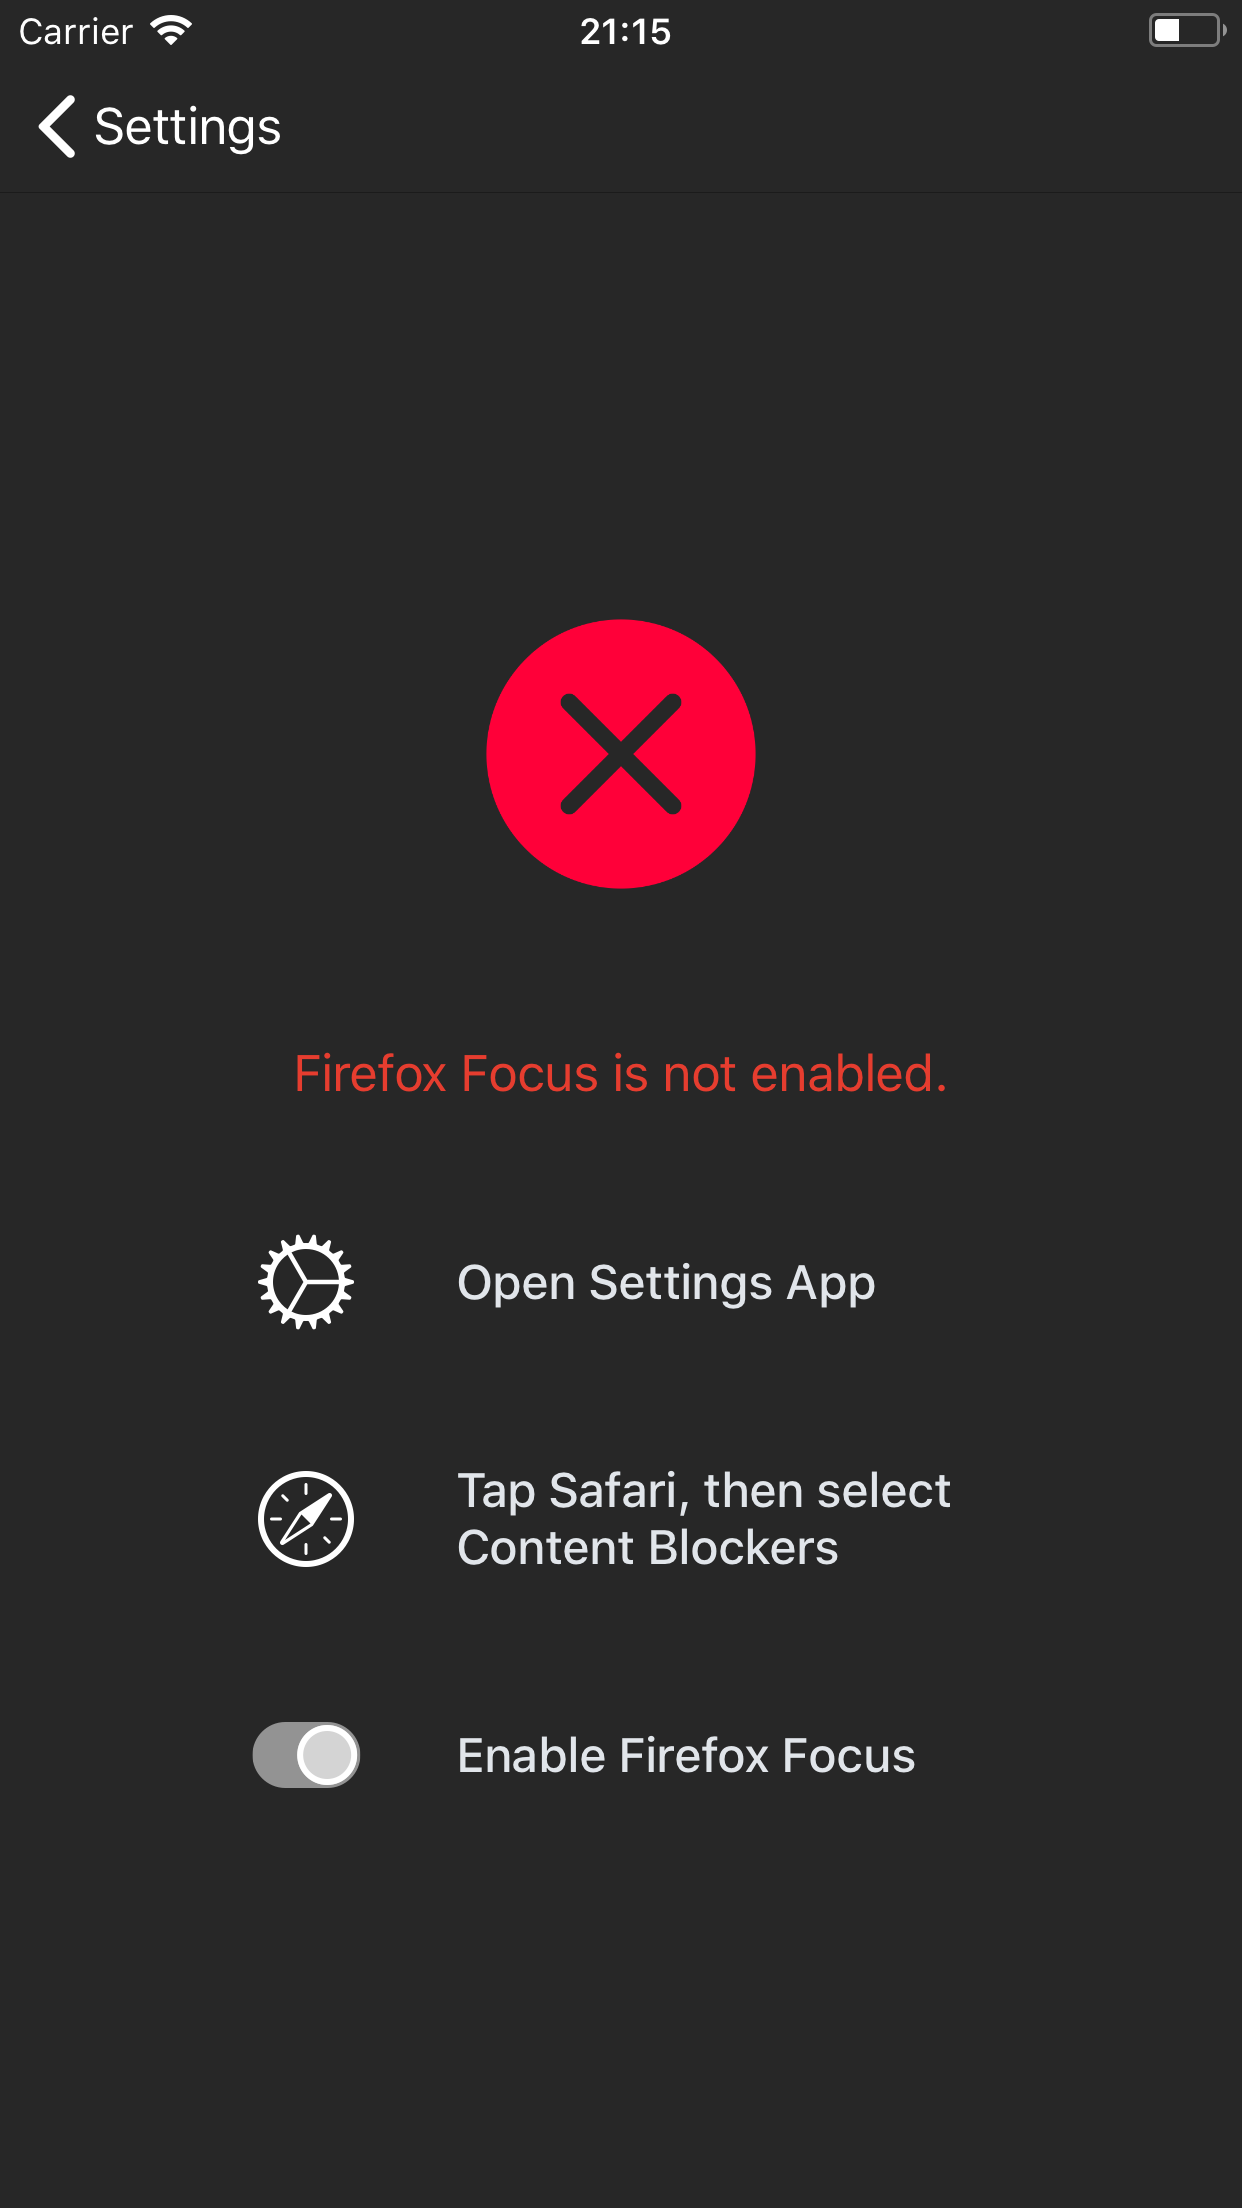 Carrier
21:15
Settings
Firefox Focus is not enabled.
Open Settings App
Tap Safari, then select
Content Blockers
Enable Firefox Focus